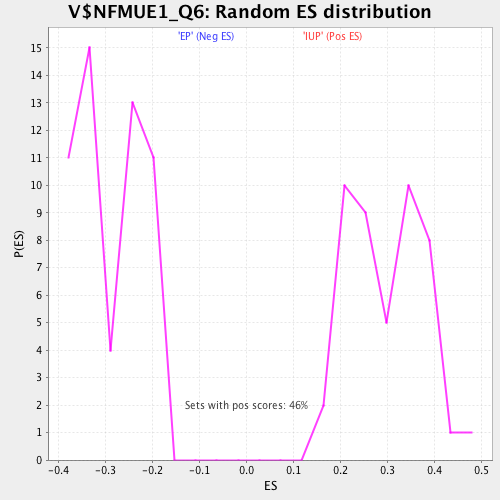 V$NFMUE1_Q6: Random ES distribution
'EP' (Neg ES) 'IUP' (Pos ES)
15
14
13
12
11
10
9
8
7
6
5
4
3
2
1
0
P(ES)
Sets with pos scores: 46%
-0.4 -0.3 -0.2 -0.1 0.0 0.1 0.2 0.3 0.4 0.5
ES